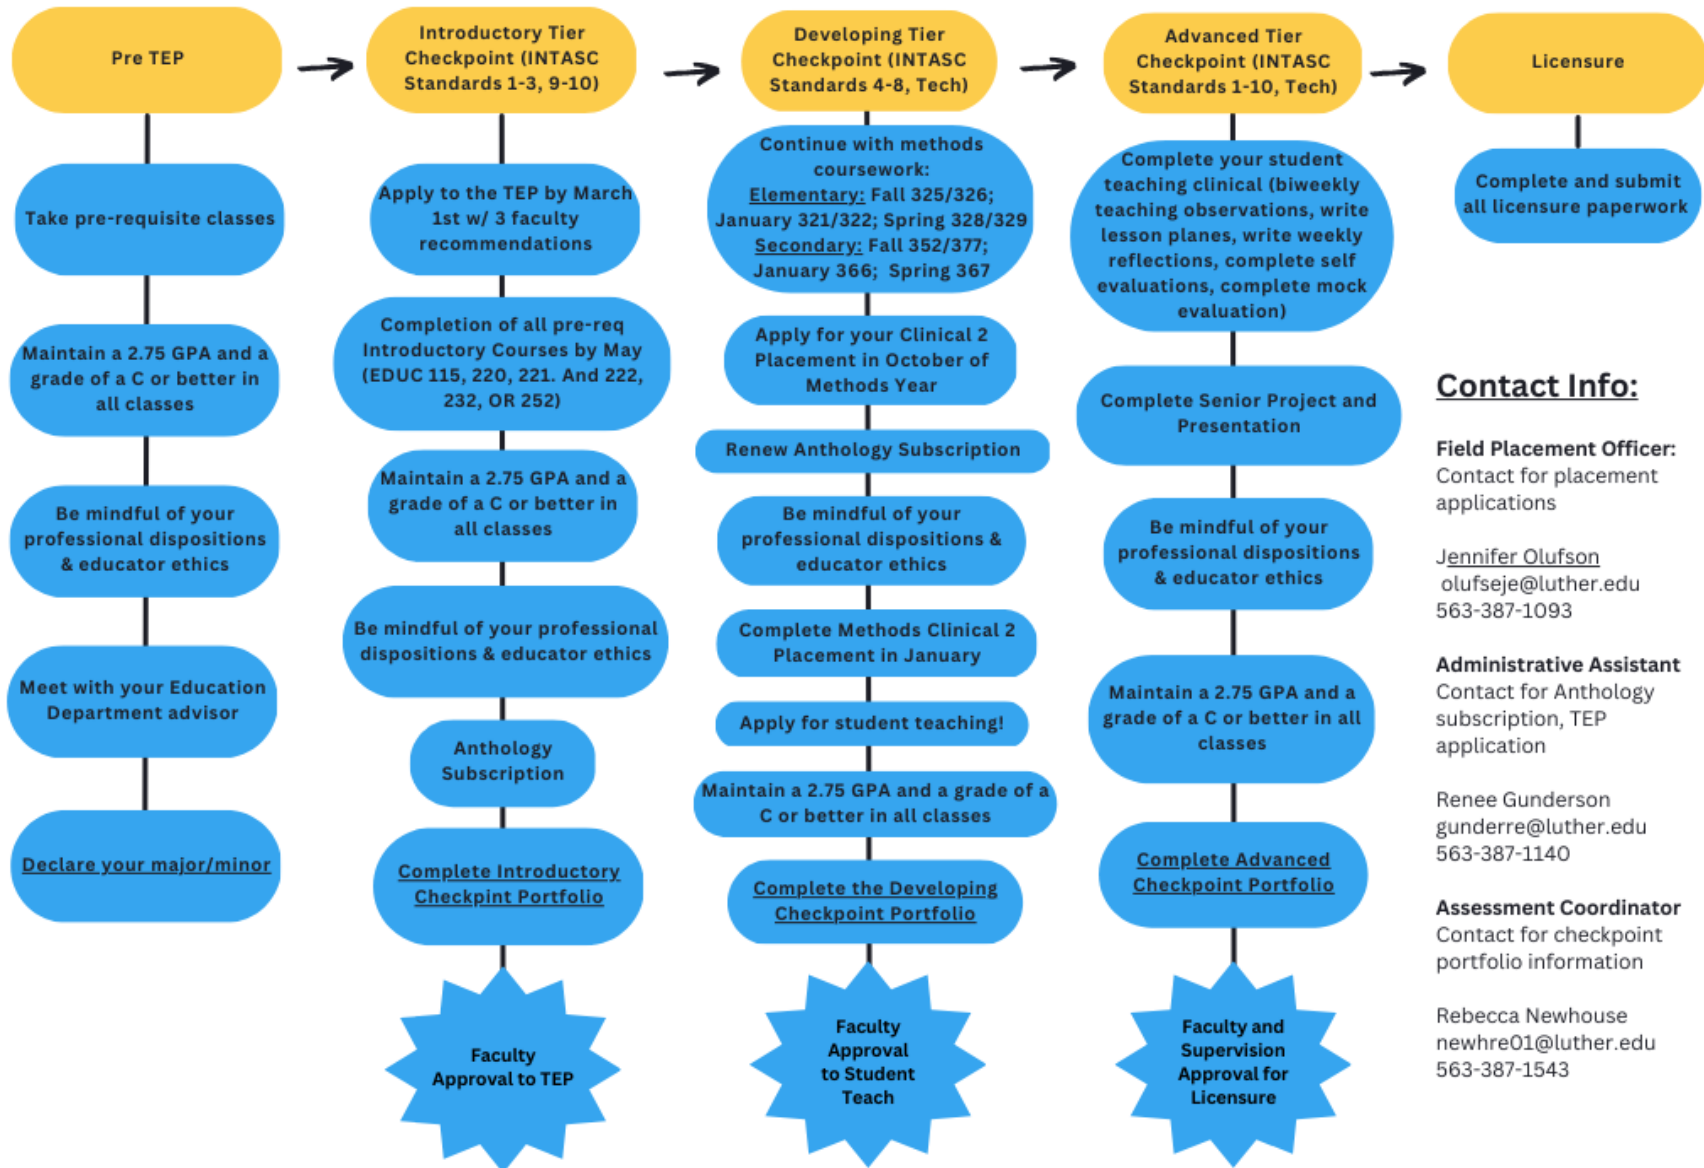 Pre TEP
Take pre-requisite classes
Maintain a 2.75 GPA and a
grade of a C or better in
all classes
Be mindful of your
professional dispositions
& educator ethics
Meet with your Education
Department advisor
Declare your major/minor
Introductory Tier
Checkpoint (INTASC
Standards 1-3, 9-10)
Apply to the TEP by March
1st w/ 3 faculty
recommendations
Completion of all pre-req
Introductory Courses by May
(EDUC 115, 220, 221. And 222,
232, OR 252)
Maintain a 2.75 GPA and a
grade of a C or better in
all classes
Be mindful of your professional
dispositions & educator ethics
Anthology
Subscription
Complete Introductory
Checkpint Portfolio
Faculty
Approval to TEP
Developing Tier
Checkpoint (INTASC
Standards 4-8, Tech)
Continue with methods
coursework:
Elementary: Fall 325/326;
January 321/322; Spring 328/329
Secondary: Fall 352/377;
January 366; Spring 367
Apply for your Clinical 2
Placement in October of
Methods Year
Renew Anthology Subscription
Be mindful of your
professional dispositions &
educator ethics
Complete Methods Clinical 2
Placement in January
Apply for student teaching!
Maintain a 2.75 GPA and a grade of a
C or better in all classes
Complete the Developing
Checkpoint Portfolio
Faculty
Approval
to Student
Teach
Advanced Tier
Checkpoint (INTASC
Standards 1-10, Tech)
Complete your student
teaching clinical (biweekly
teaching observations, write
lesson planes, write weekly
reflections, complete self
evaluations, complete mock
evaluation)
Complete Senior Project and
Presentation
Be mindful of your
professional dispositions
& educator ethics
Maintain a 2.75 GPA and a
grade of a C or better in all
classes
Complete Advanced
Checkpoint Portfolio
Faculty and
Supervision
Approval for
Licensure
Licensure
Complete and submit
all licensure paperwork
Contact Info:
Field Placement Officer:
Contact for placement
applications
Jennifer Olufson
olufseje@luther.edu
563-387-1093
Administrative Assistant
Contact for Anthology
subscription, TEP
application
Renee Gunderson
gunderre@luther.edu
563-387-1140
Assessment Coordinator
Contact for checkpoint
portfolio information
Rebecca Newhouse
newhre01@luther.edu
563-387-1543